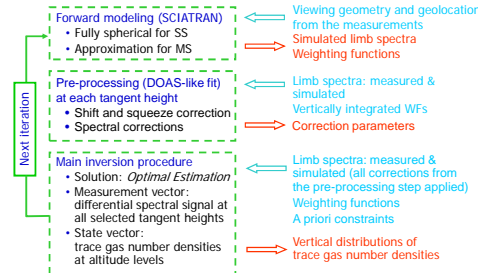 Forward modeling (SCIATRAN)
• Fully spherical for SS
• Approximation for MS
Viewing geometry and geolocation
from the measurements
Simulated limb spectra
Weighting functions
Next iteration
Pre-processing (DOAS-like fit)
at each tangent height
• Shift and squeeze correction
• Spectral corrections
Limb spectra: measured &
simulated
Vertically integrated WFs
Correction parameters
Main inversion procedure
• Solution: Optimal Estimation
• Measurement vector:
differential spectral signal at
all selected tangent heights
• State vector:
trace gas number densities
at altitude levels
Limb spectra: measured &
simulated (all corrections from
the pre-processing step applied)
Weighting functions
A priori constraints
Vertical distributions of
trace gas number densities